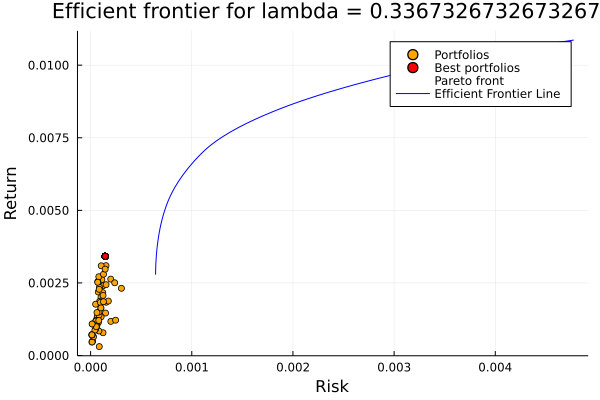 Efficient frontier for lambda = 0.3367326732673267
Portfolios
Best portfolios
Pareto front
Efficient Frontier Line
Return
0.0100
0.0075
0.0050
0.0025
0.0000
0.000
0.001
0.002
0.003
0.004
Risk